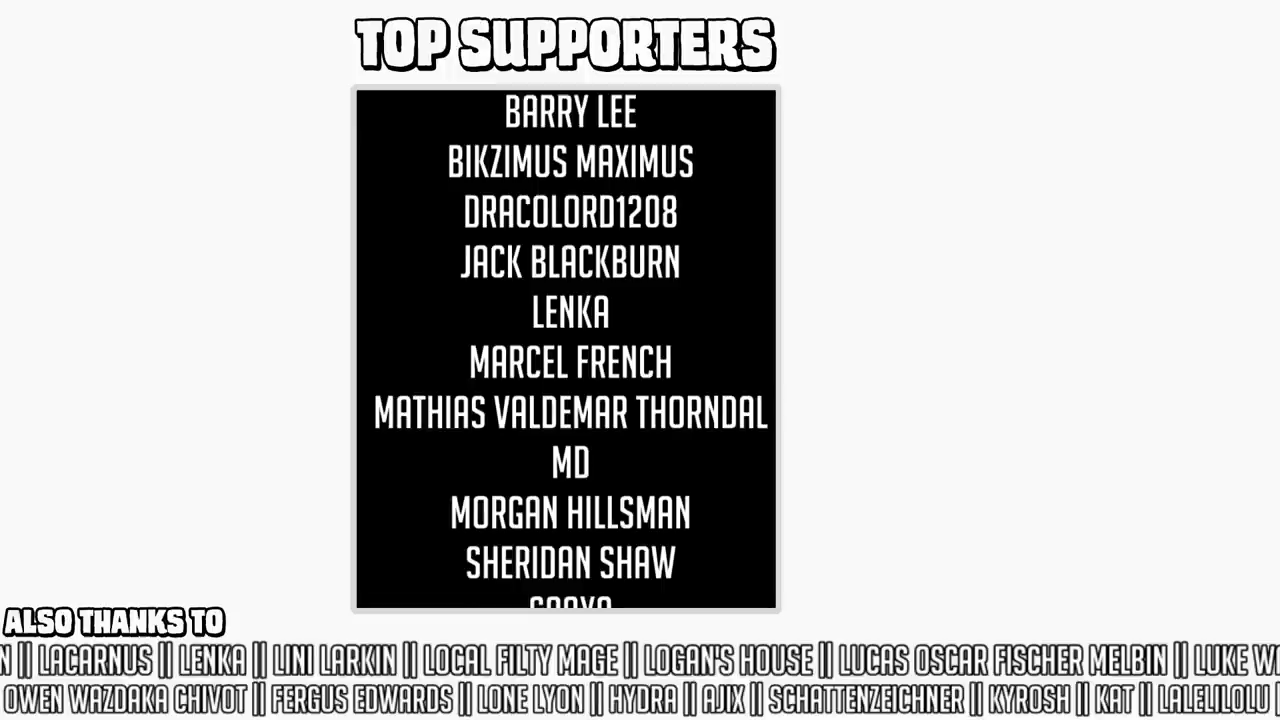 TOP SUPPORTERS
BARRY LEE
BIKZIMUS MAXIMUS
DRACOLORD1208
JACK BLACKBURN
LENKA
MARCEL FRENCH
MATHIAS VALDEMAR THORNDAL
MD
MORGAN HILLSMAN
SHERIDAN SHAW
ALSO THANKS TO
N || LACARNUS || LENKA || LINI LARKIN || LOCAL FILTY MAGE || LOGAN'S HOUSE || LUCAS OSCAR FISCHER MELBIN || LUKE
OWEN WAZDAKA CHIVOT || FERGUS EDWARDS || LONE LYON || HYDRA || AJIX || SCHATTENZEICHNER || KYROSH || KAT || LALELILOLU